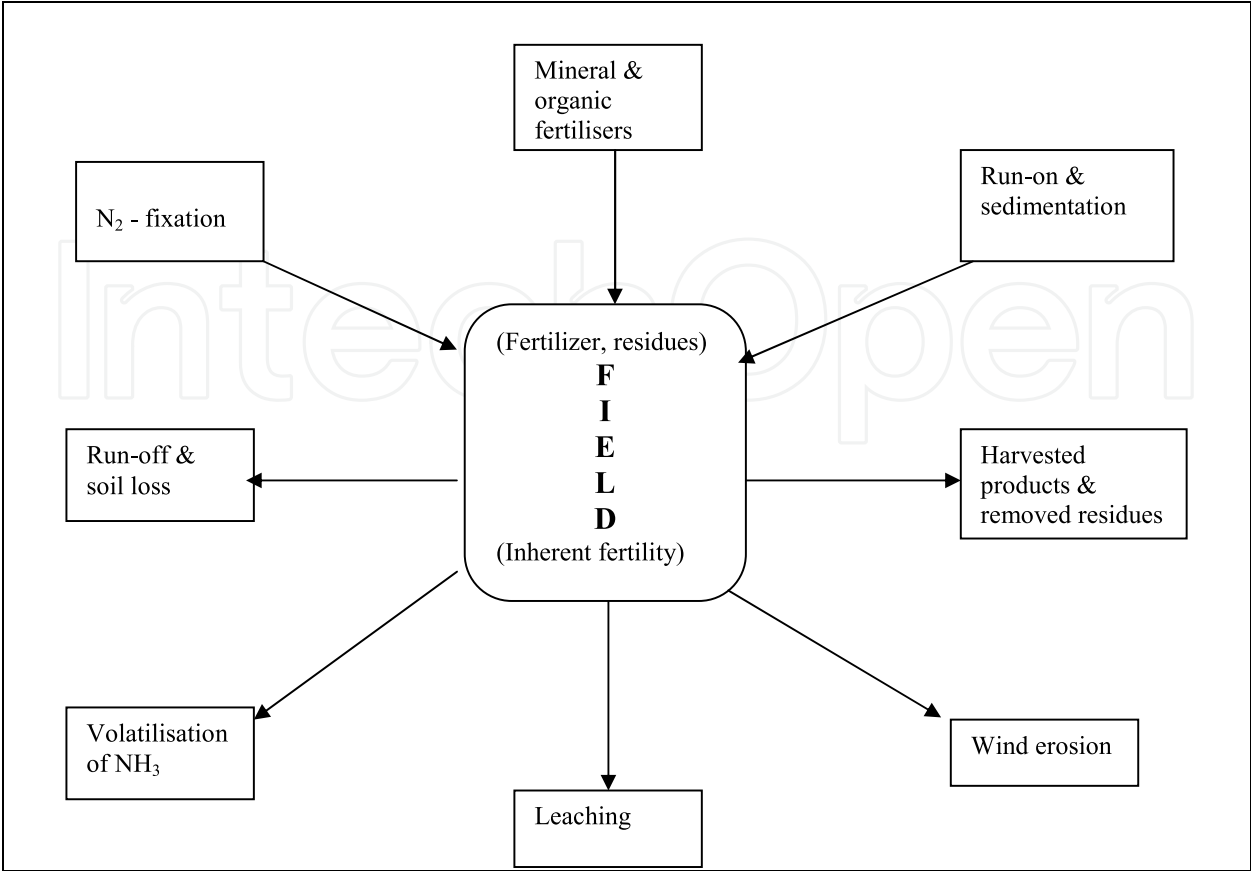 Mineral &
organic
fertilisers
N₂ - fixation
Run-on &
sedimentation
IntechOpen
(Fertilizer, residues)
F
I
E
L
D
(Inherent fertility)
Run-off &
soil loss
Harvested
products &
removed residues
Volatilisation
of NH₃
Wind erosion
Leaching